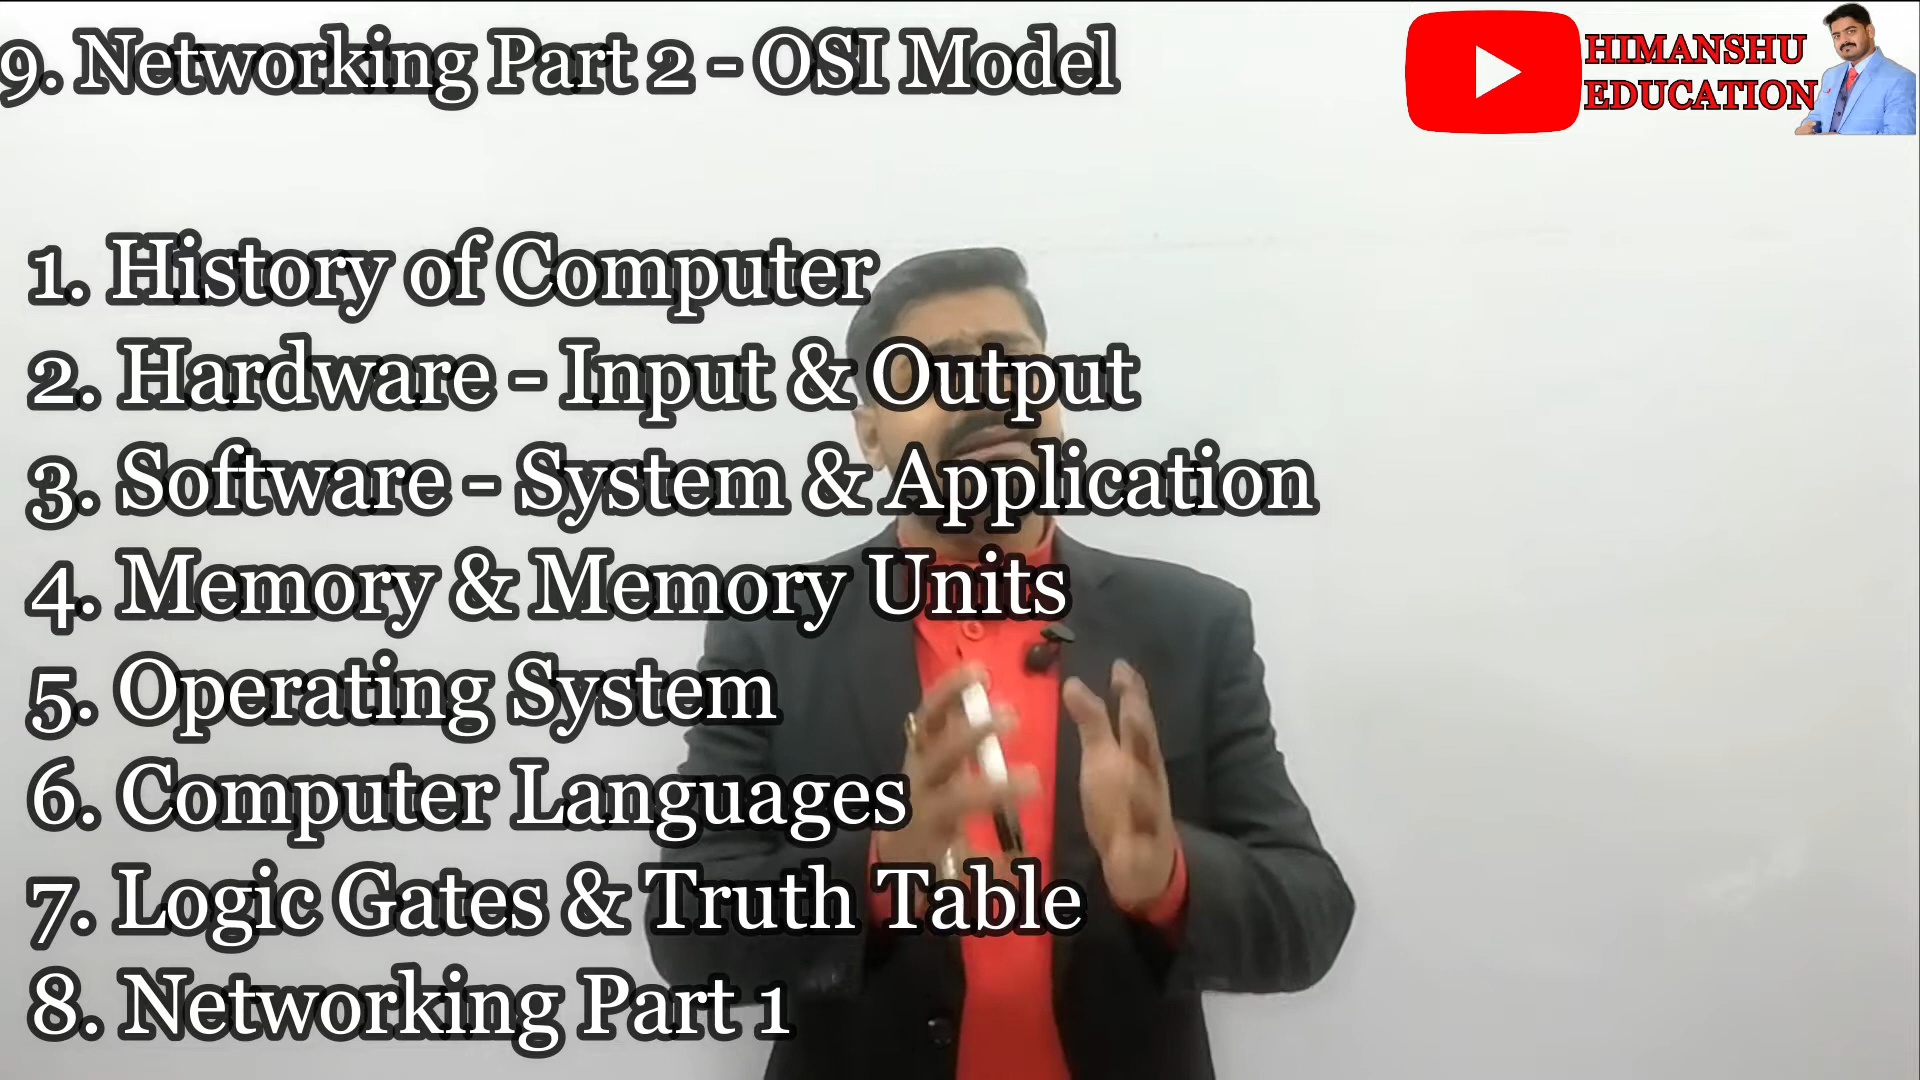 9. Networking Part 2 - OSI Model
HIMANSHU
EDUCATION
1. History of Computer
2. Hardware - Input & Output
3. Software - System & Application
4. Memory & Memory Units
5. Operating System
6. Computer Languages
7. Logic Gates & Truth Table
8. Networking Part 1